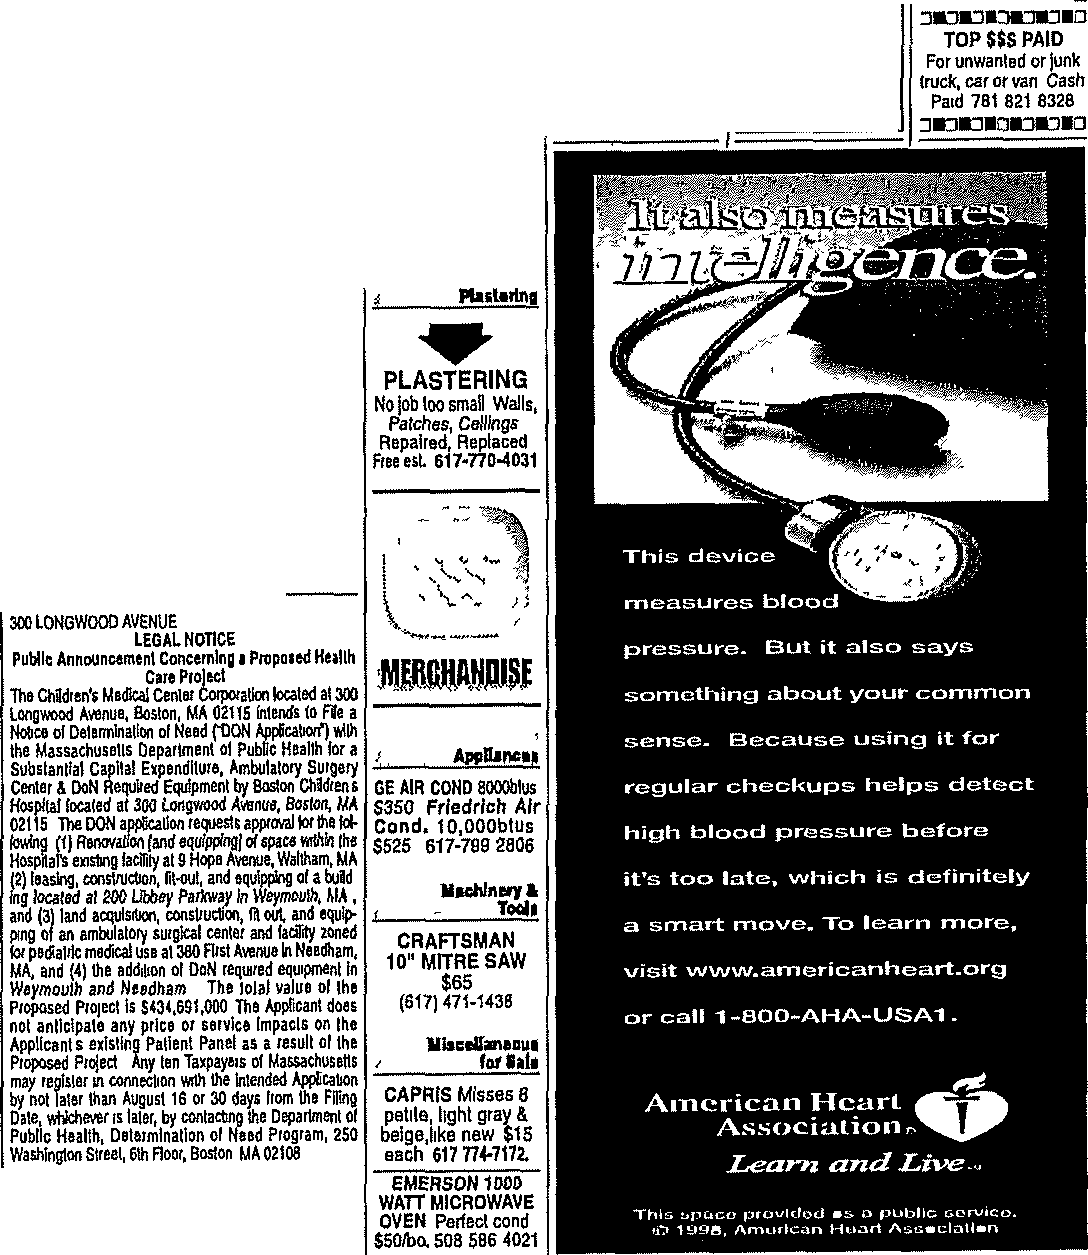 300 LONGWOOD AVENUE
LEGAL NOTICE
Public Announcement Concerning a Proposed Health
Care Project
The Children's Medical Center Corporation located at 300
Longwood Avenue, Boston, MA 02115 intends to File a
Notice of Determination of Need ("DON Application") with
the Massachusetts Department of Public Health for a
Substantial Capital Expenditure, Ambulatory Surgery
Center & DoN Required Equipment by Boston Children s
Hospital located at 300 Longwood Avenue, Boston, MA
02115 The DON application requests approval for the fol-
lowing (1) Renovation (and equipping) of space within the
Hospital's existing facility at 9 Hope Avenue, Waltham, MA
(2) leasing, construction, fit-out, and equipping of a build
ing located at 200 Libbey Parkway in Weymouth, MA ,
and (3) land acquisition, construction, fit out, and equip-
ping of an ambulatory surgical center and facility zoned
for pediatric medical use at 380 First Avenue in Needham,
MA, and (4) the addition of DoN required equipment in
Weymouth and Needham The total value of the
Proposed Project is $434,691,000 The Applicant does
not anticipate any price or service impacts on the
Applicant s existing Patient Panel as a result of the
Proposed Project Any ten Taxpayers of Massachusetts
may register in connection with the intended Application
by not later than August 16 or 30 days from the Filing
Date, whichever is later, by contacting the Department of
Public Health, Determination of Need Program, 250
Washington Street, 6th Floor, Boston MA 02108
Plastering
PLASTERING
No job too small Walls,
Patches, Ceilings
Repaired, Replaced
Free est. 617-770-4031
MERCHANDISE
Appliances
GE AIR COND 8000btus
$350 Friedrich Air
Cond. 10,000btus
$525 617-799 2806
Machinery &
Tools
CRAFTSMAN
10" MITRE SAW
$65
(617) 471-1438
Miscellaneous
for Sale
CAPRIS Misses 8
petite, light gray &
beige,like new $15
each 617 774-7172.
EMERSON 1000
WATT MICROWAVE
OVEN Perfect cond
$50/bo. 508 586 4021
TOP $$$ PAID
For unwanted or junk
truck, car or van Cash
Paid 781 821 8328
It also measures
intelligence.
This device
measures blood
pressure. But it also says
something about your common
sense. Because using it for
regular checkups helps detect
high blood pressure before
it's too late, which is definitely
a smart move. To learn more,
visit www.americanheart.org
or call 1-800-AHA-USA1.
American Heart
Association
Learn and Live
This space provided as a public service.
© 1998, American Heart Association